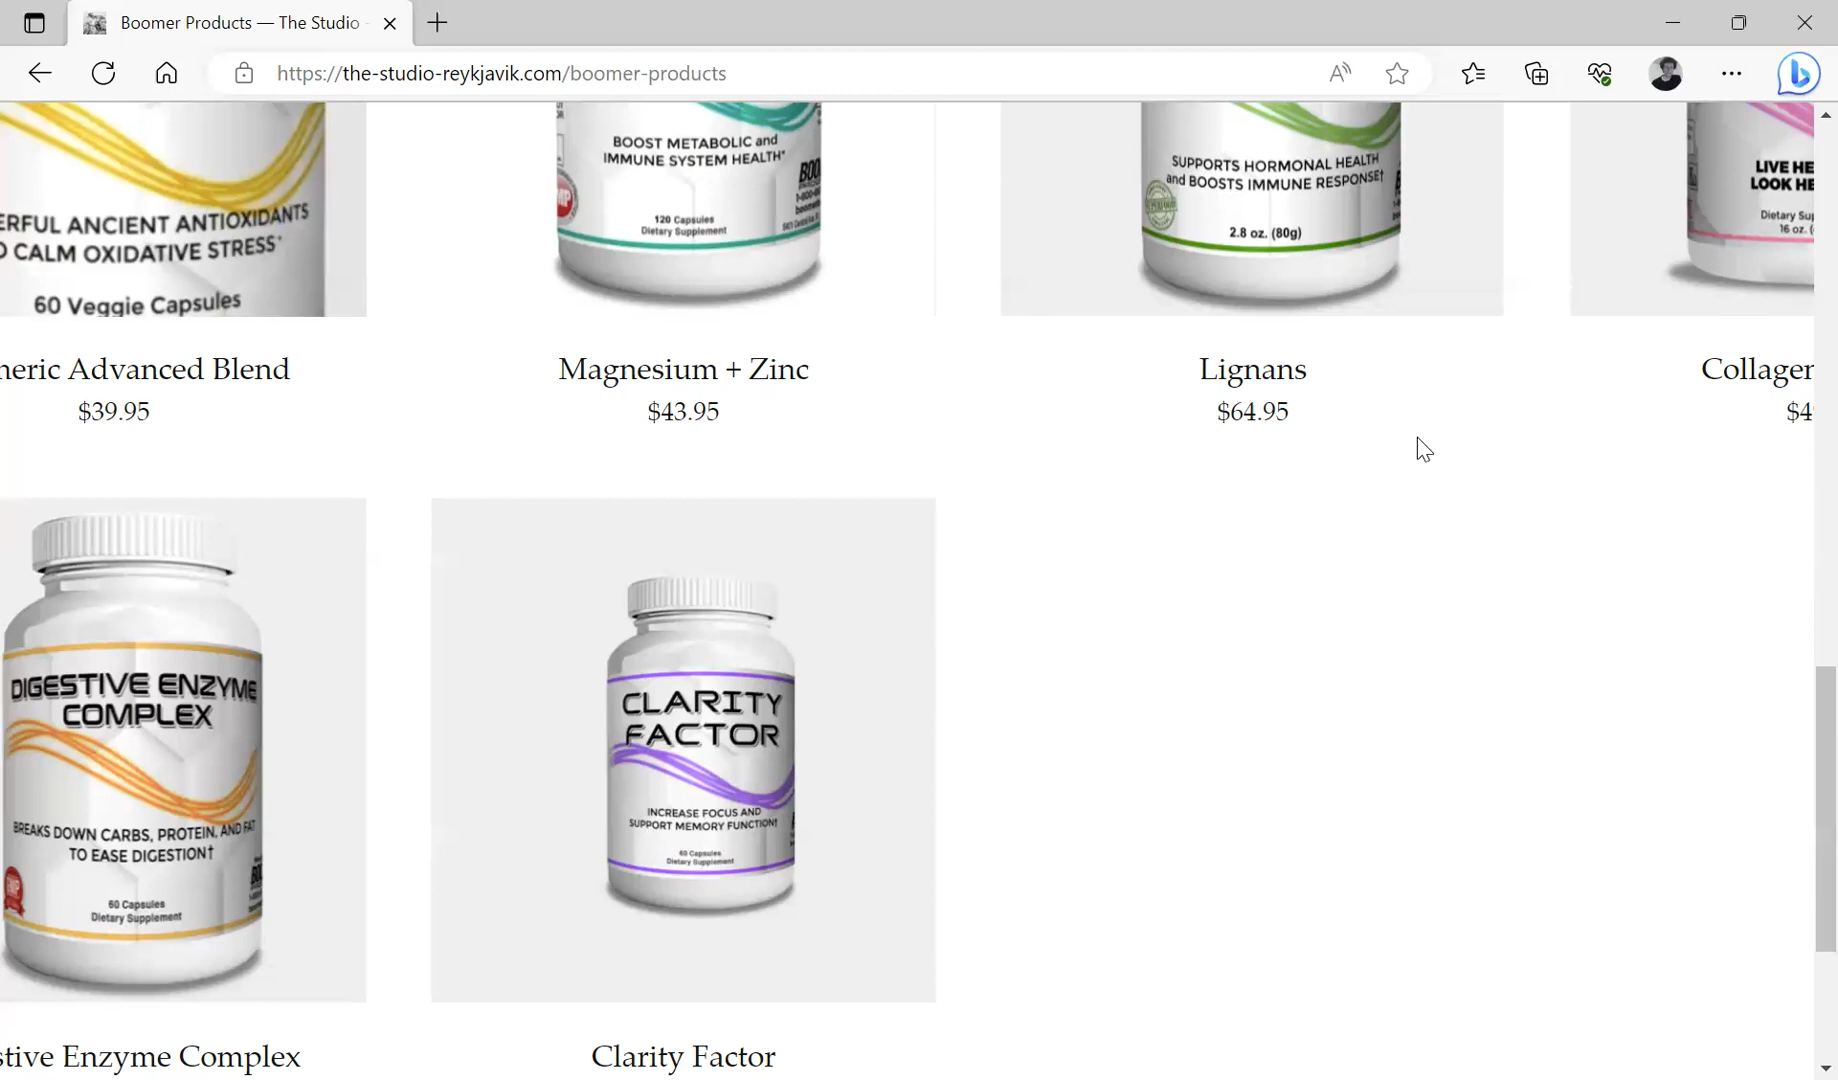 Boomer Products — The Studio
https://the-studio-reykjavik.com/boomer-products
ERFUL ANCIENT ANTIOXIDANTS
O CALM OXIDATIVE STRESS*
60 Veggie Capsules
BOOST METABOLIC and
IMMUNE SYSTEM HEALTH*
120 Capsules
Dietary Supplement
SUPPORTS HORMONAL HEALTH
and BOOSTS IMMUNE RESPONSE†
2.8 oz. (80g)
LIVE HE
LOOK HE
Dietary Sup
16 oz. (
neric Advanced Blend
$39.95
Magnesium + Zinc
$43.95
Lignans
$64.95
Collagen
$4
DIGESTIVE ENZYME
COMPLEX
BREAKS DOWN CARBS, PROTEIN, AND FAT
TO EASE DIGESTION†
60 Capsules
Dietary Supplement
CLARITY
FACTOR
INCREASE FOCUS AND
SUPPORT MEMORY FUNCTION†
60 Capsules
Dietary Supplement
stive Enzyme Complex
Clarity Factor